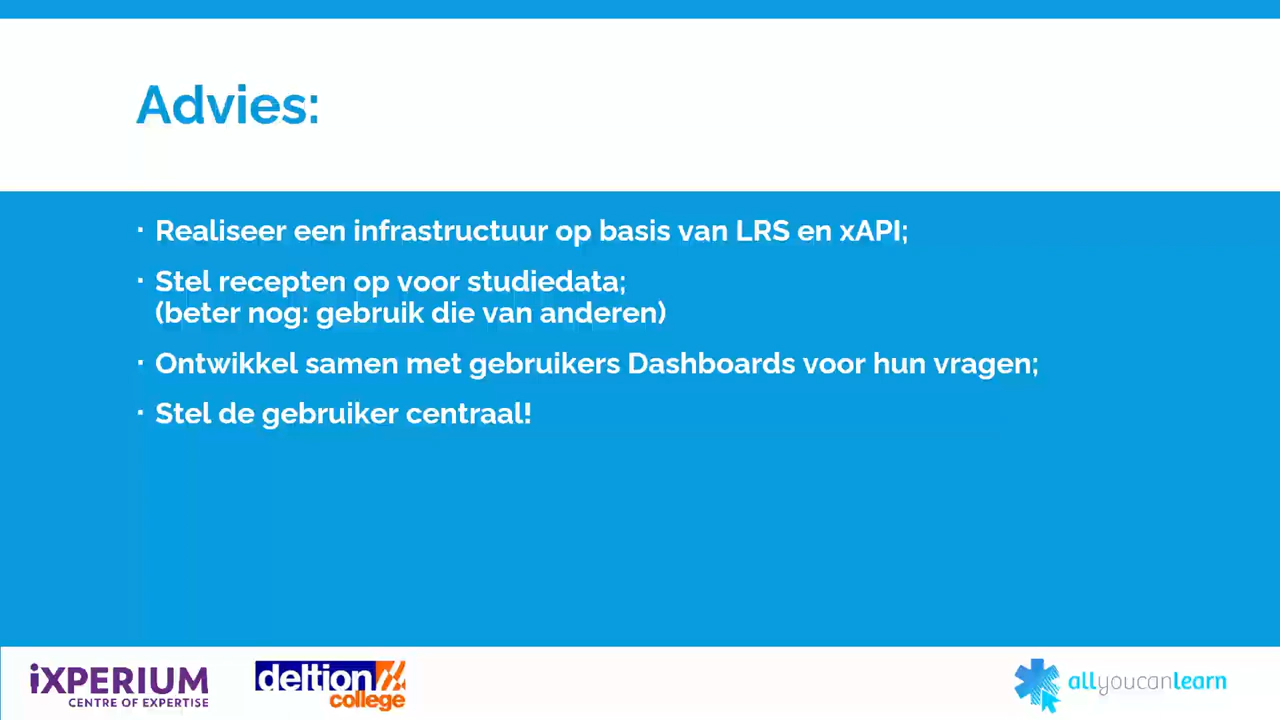 Advies:
· Realiseer een infrastructuur op basis van LRS en xAPI;
· Stel recepten op voor studiedata;
(beter nog: gebruik die van anderen)
· Ontwikkel samen met gebruikers Dashboards voor hun vragen;
· Stel de gebruiker centraal!
iXPERIUM
CENTRE OF EXPERTISE
deltion
college
allyoucanlearn